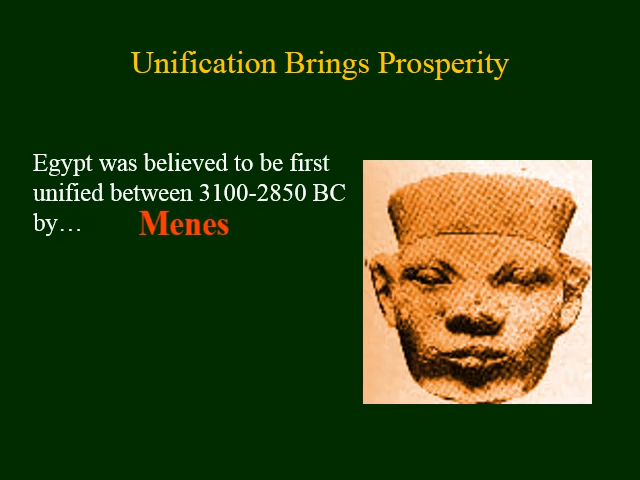 Unification Brings Prosperity
Egypt was believed to be first
unified between 3100-2850 BC
by… Menes